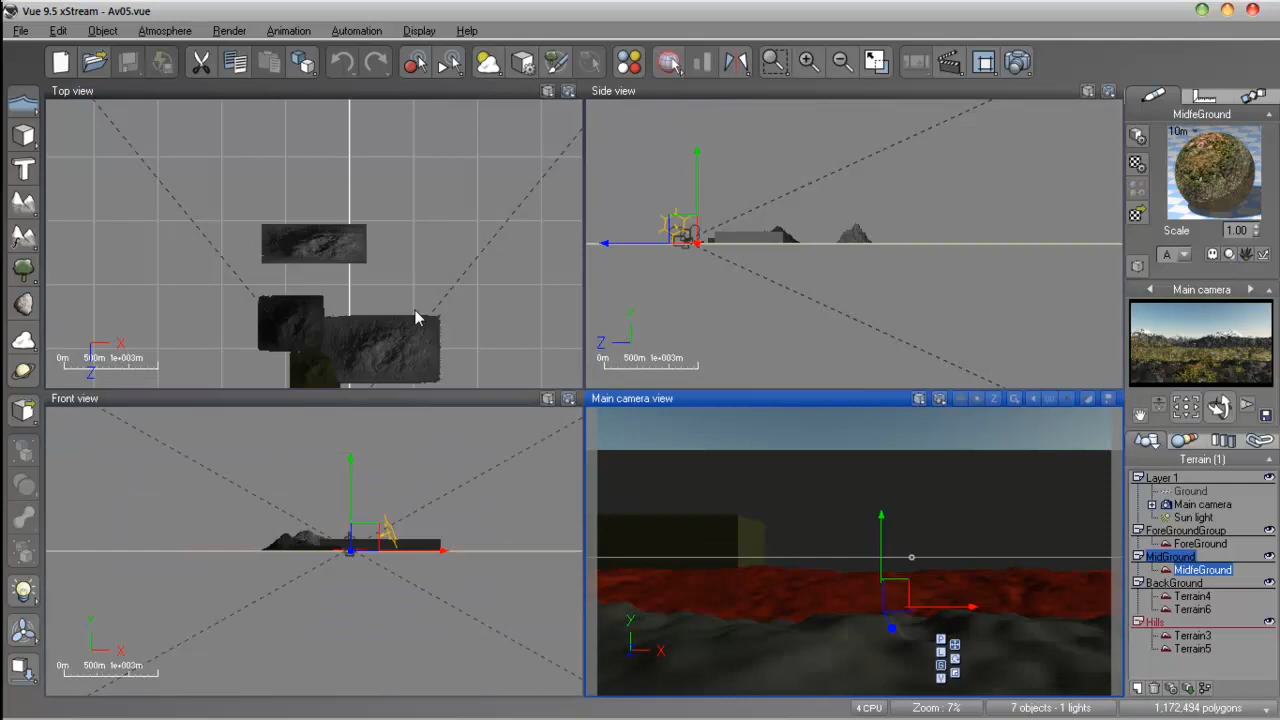 Vue 9.5 xStream - Av05.vue
File Edit Object Atmosphere Render Animation Automation Display Help
Top view
Side view
MidfeGround
10m
Scale 1.00
A
Main camera
X
Z
0m 500m 1e+003m
Y
Z
0m 500m 1e+003m
Front view
Main camera view
Z
P
L
G
V
Y
X
0m 500m 1e+003m
Y
X
Terrain (1)
Layer 1
Ground
Main camera
Sun light
ForeGroundGroup
ForeGround
MidGround
MidfeGround
BackGround
Terrain4
Terrain6
Hills
Terrain3
Terrain5
4 CPU Zoom : 7% 7 objects - 1 lights 1,172,494 polygons